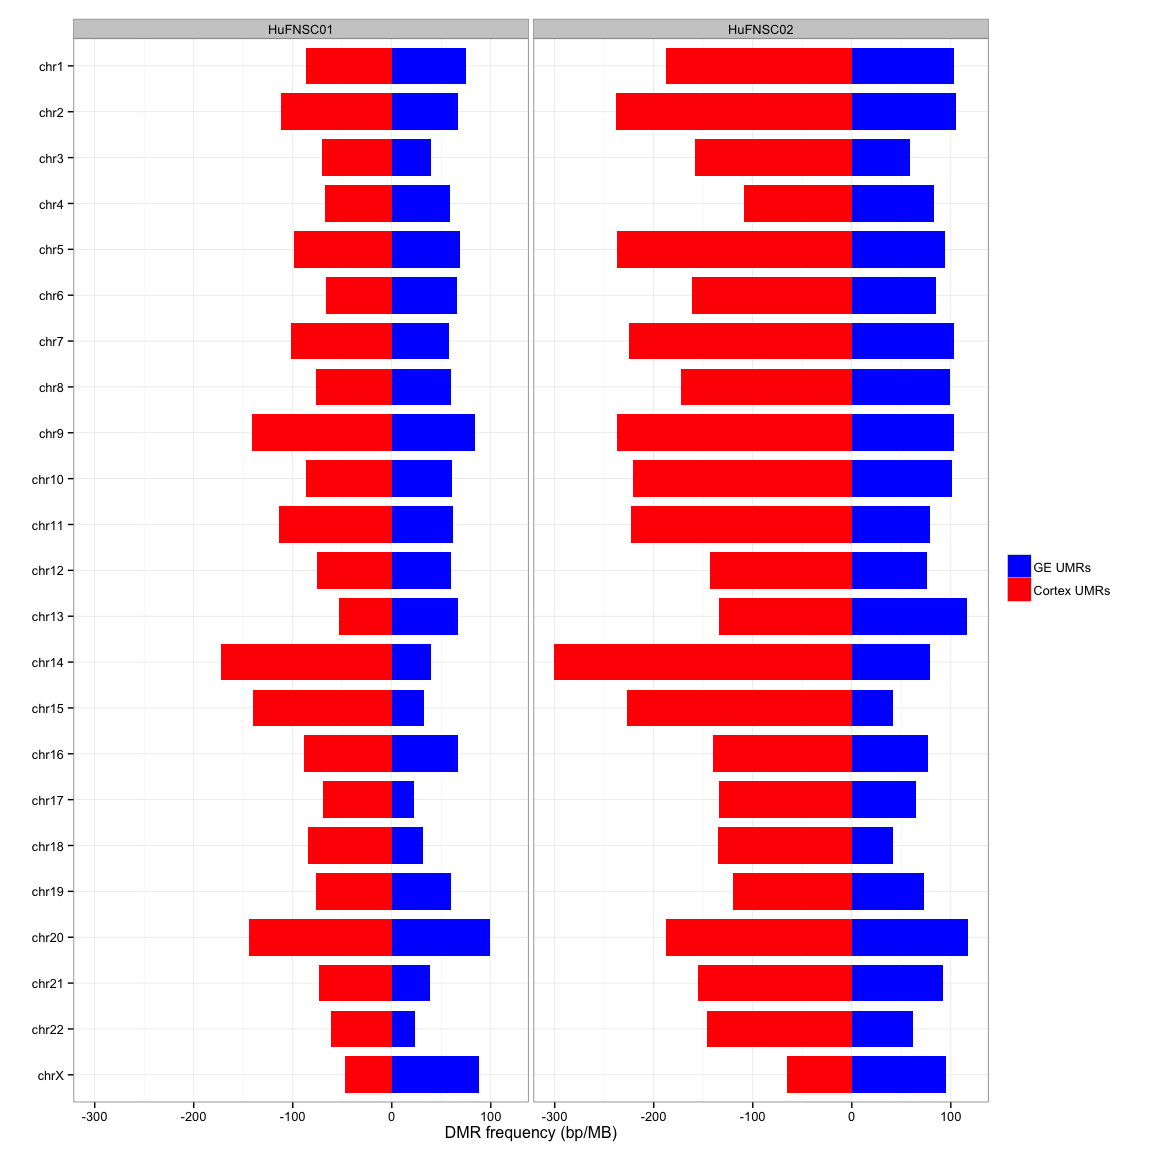 HuFNSC01 HuFNSC02
chr1
chr2
chr3
chr4
chr5
chr6
chr7
chr8
chr9
chr10
chr11
chr12
chr13
chr14
chr15
chr16
chr17
chr18
chr19
chr20
chr21
chr22
chrX
-300 -200 -100 0 100 -300 -200 -100 0 100
DMR frequency (bp/MB)
GE UMRs
Cortex UMRs